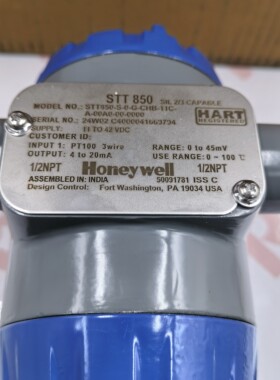 STT 850 SIL 2/3 CAPABLE
MODEL NO.: STT850-S-0-0-CHB-11C-
A-00A0-00-0000
HART
REGISTERED
SERIAL NO.: 24W02 C4000041663734
SUPPLY: 11 TO 42 VDC
CUSTOMER ID:
INPUT 1: PT100 3wire RANGE: 0 to 45mV
OUTPUT: 4 to 20mA USE RANGE: 0 ~ 100°C
1/2NPT Honeywell 1/2NPT
ASSEMBLED IN: INDIA 50091781 ISS C
Design Control: Fort Washington, PA 19034 USA